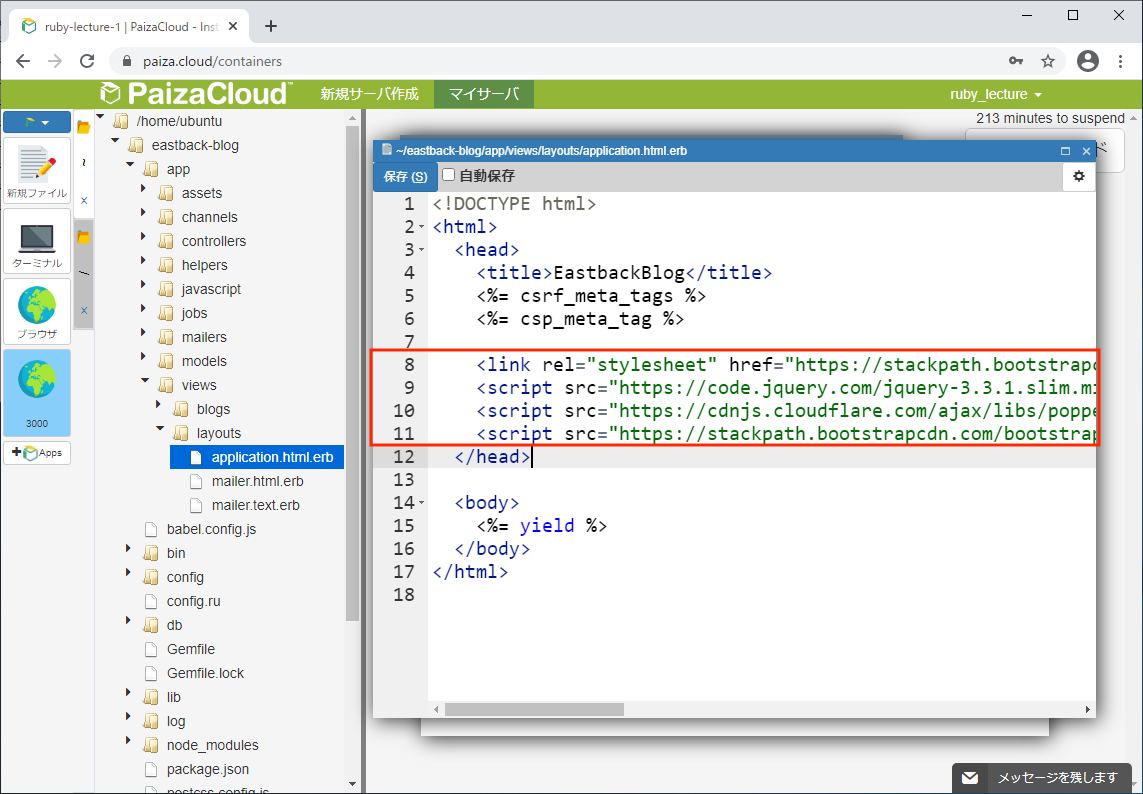 ruby-lecture-1 | PaizaCloud - Inst
paiza.cloud/containers
PaizaCloud
新規サーバ作成
マイサーバ
ruby_lecture
213 minutes to suspend
新規ファイル
ターミナル
ブラウザ
3000
Apps
/home/ubuntu
eastback-blog
app
assets
channels
controllers
helpers
javascript
jobs
mailers
models
views
blogs
layouts
application.html.erb
mailer.html.erb
mailer.text.erb
babel.config.js
bin
config
config.ru
db
Gemfile
Gemfile.lock
lib
log
node_modules
package.json
postcss.config.js
~/eastback-blog/app/views/layouts/application.html.erb
保存 (S)
自動保存
1 <!DOCTYPE html>
2 <html>
3 <head>
4 <title>EastbackBlog</title>
5 <%= csrf_meta_tags %>
6 <%= csp_meta_tag %>
7
8 <link rel="stylesheet" href="https://stackpath.bootstrapc
9 <script src="https://code.jquery.com/jquery-3.3.1.slim.mi
10 <script src="https://cdnjs.cloudflare.com/ajax/libs/poppe
11 <script src="https://stackpath.bootstrapcdn.com/bootstrap
12 </head>
13
14 <body>
15 <%= yield %>
16 </body>
17 </html>
18
メッセージを残します